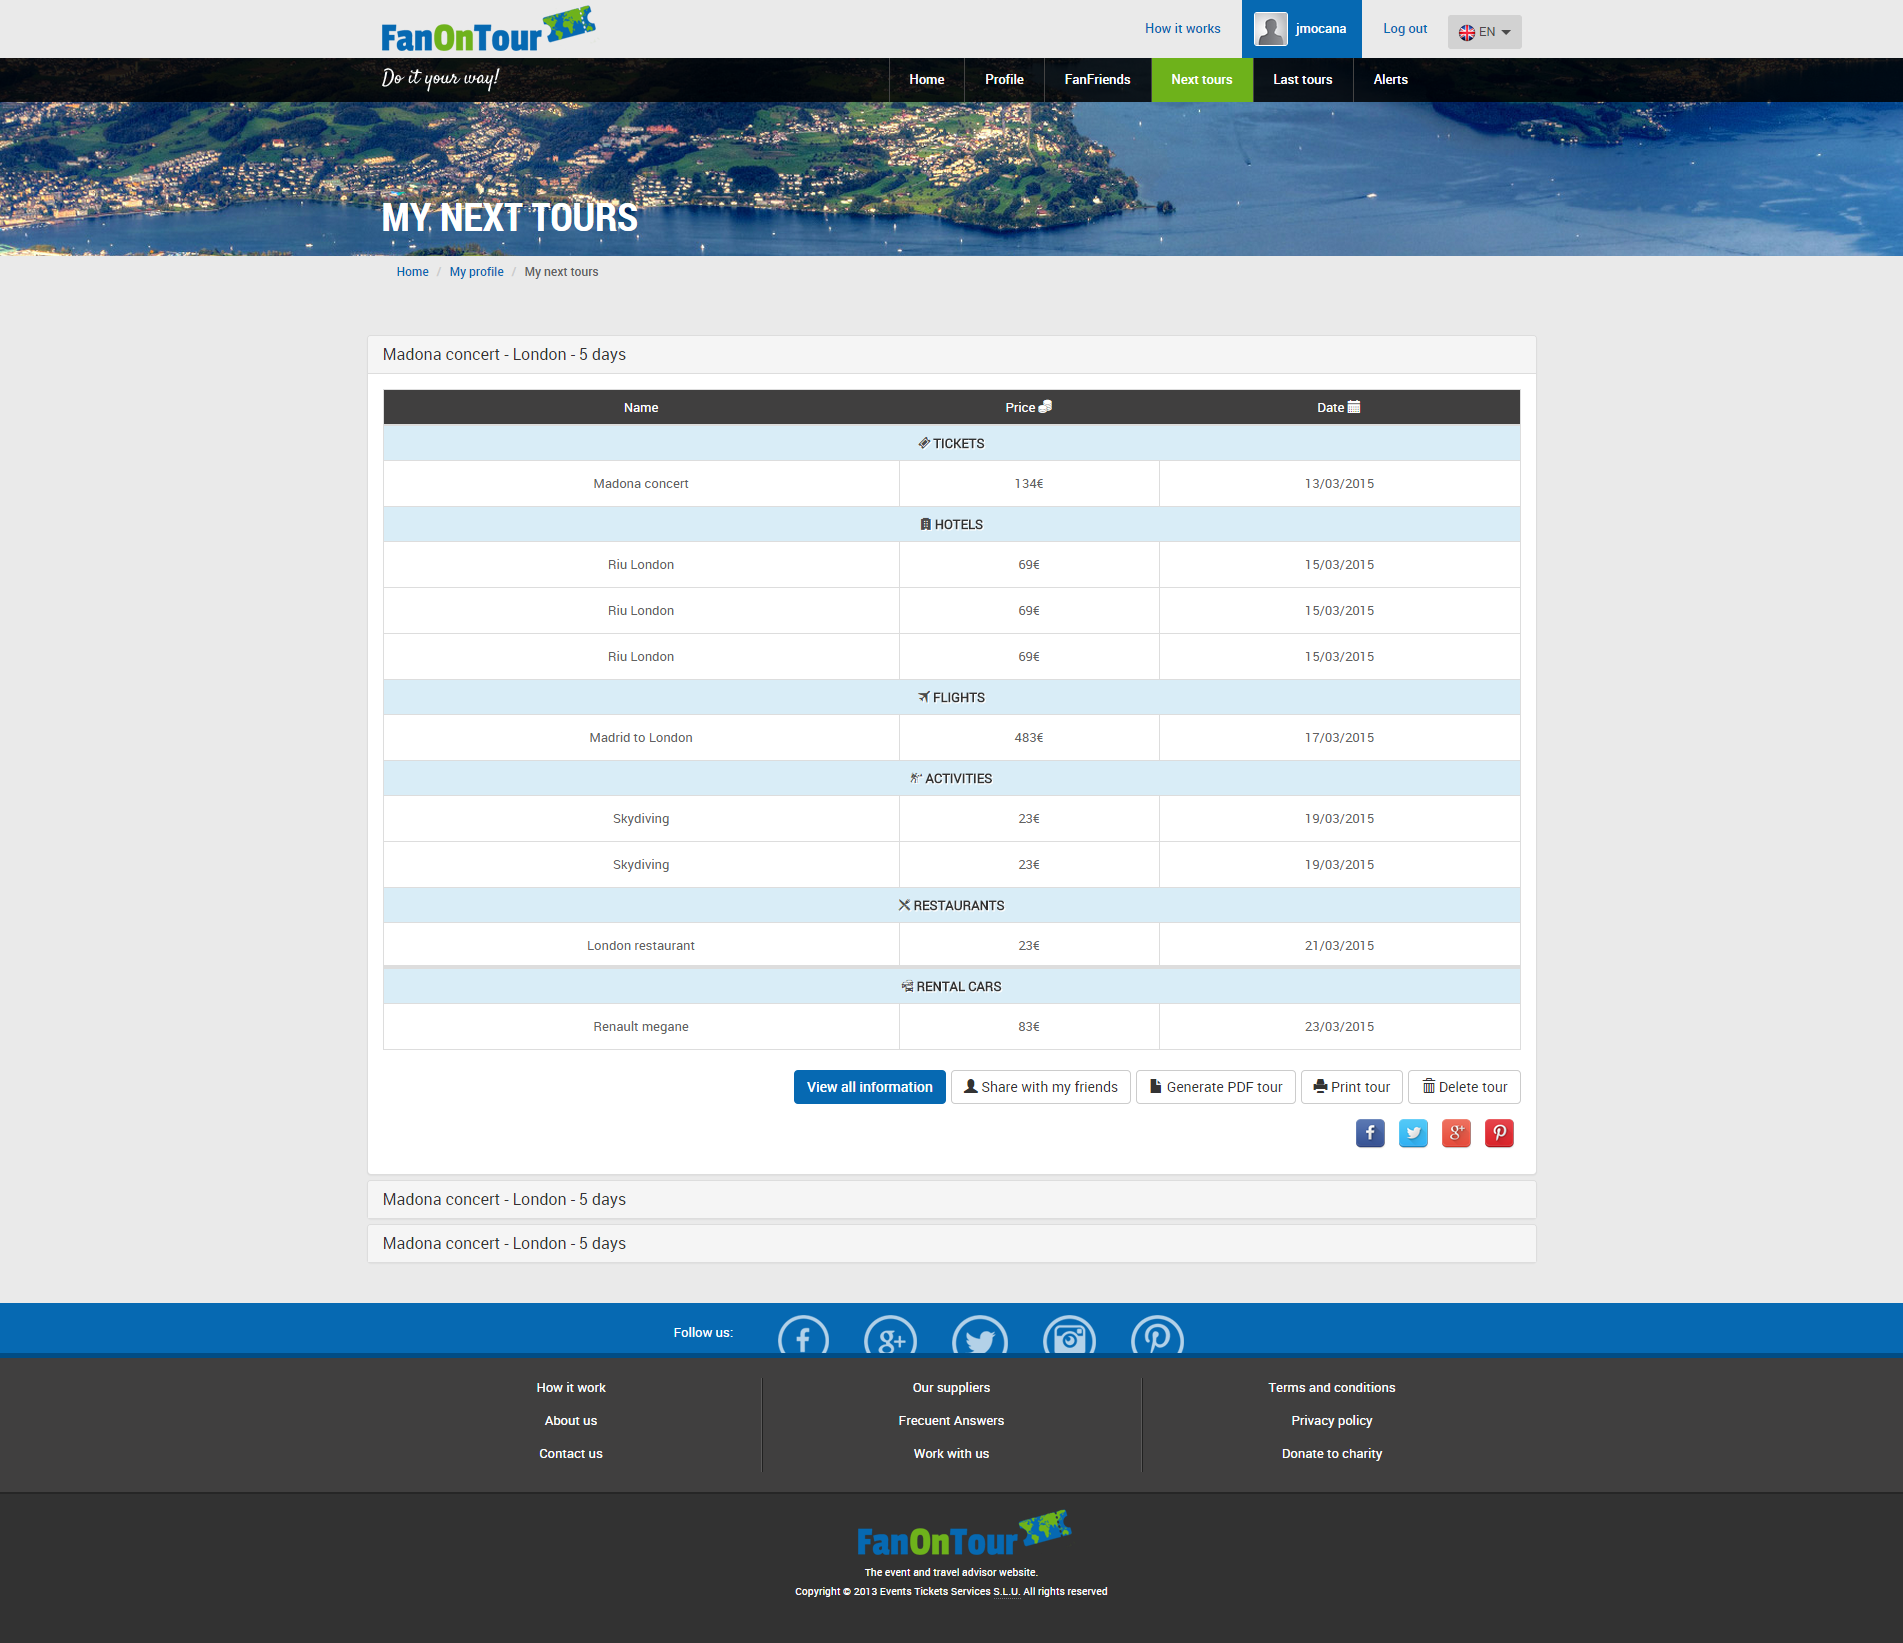 FanOnTour
How it works
jmocana
Log out
EN
Do it your way!
Home
Profile
FanFriends
Next tours
Last tours
Alerts
MY NEXT TOURS
Home / My profile / My next tours
Madona concert - London - 5 days
Name Price Date
TICKETS
Madona concert 134€ 13/03/2015
HOTELS
Riu London 69€ 15/03/2015
Riu London 69€ 15/03/2015
Riu London 69€ 15/03/2015
FLIGHTS
Madrid to London 483€ 17/03/2015
ACTIVITIES
Skydiving 23€ 19/03/2015
Skydiving 23€ 19/03/2015
RESTAURANTS
London restaurant 23€ 21/03/2015
RENTAL CARS
Renault megane 83€ 23/03/2015
View all information
Share with my friends
Generate PDF tour
Print tour
Delete tour
Madona concert - London - 5 days
Madona concert - London - 5 days
Follow us:
How it work
About us
Contact us
Our suppliers
Frecuent Answers
Work with us
Terms and conditions
Privacy policy
Donate to charity
FanOnTour
The event and travel advisor website.
Copyright © 2013 Events Tickets Services S.L.U. All rights reserved